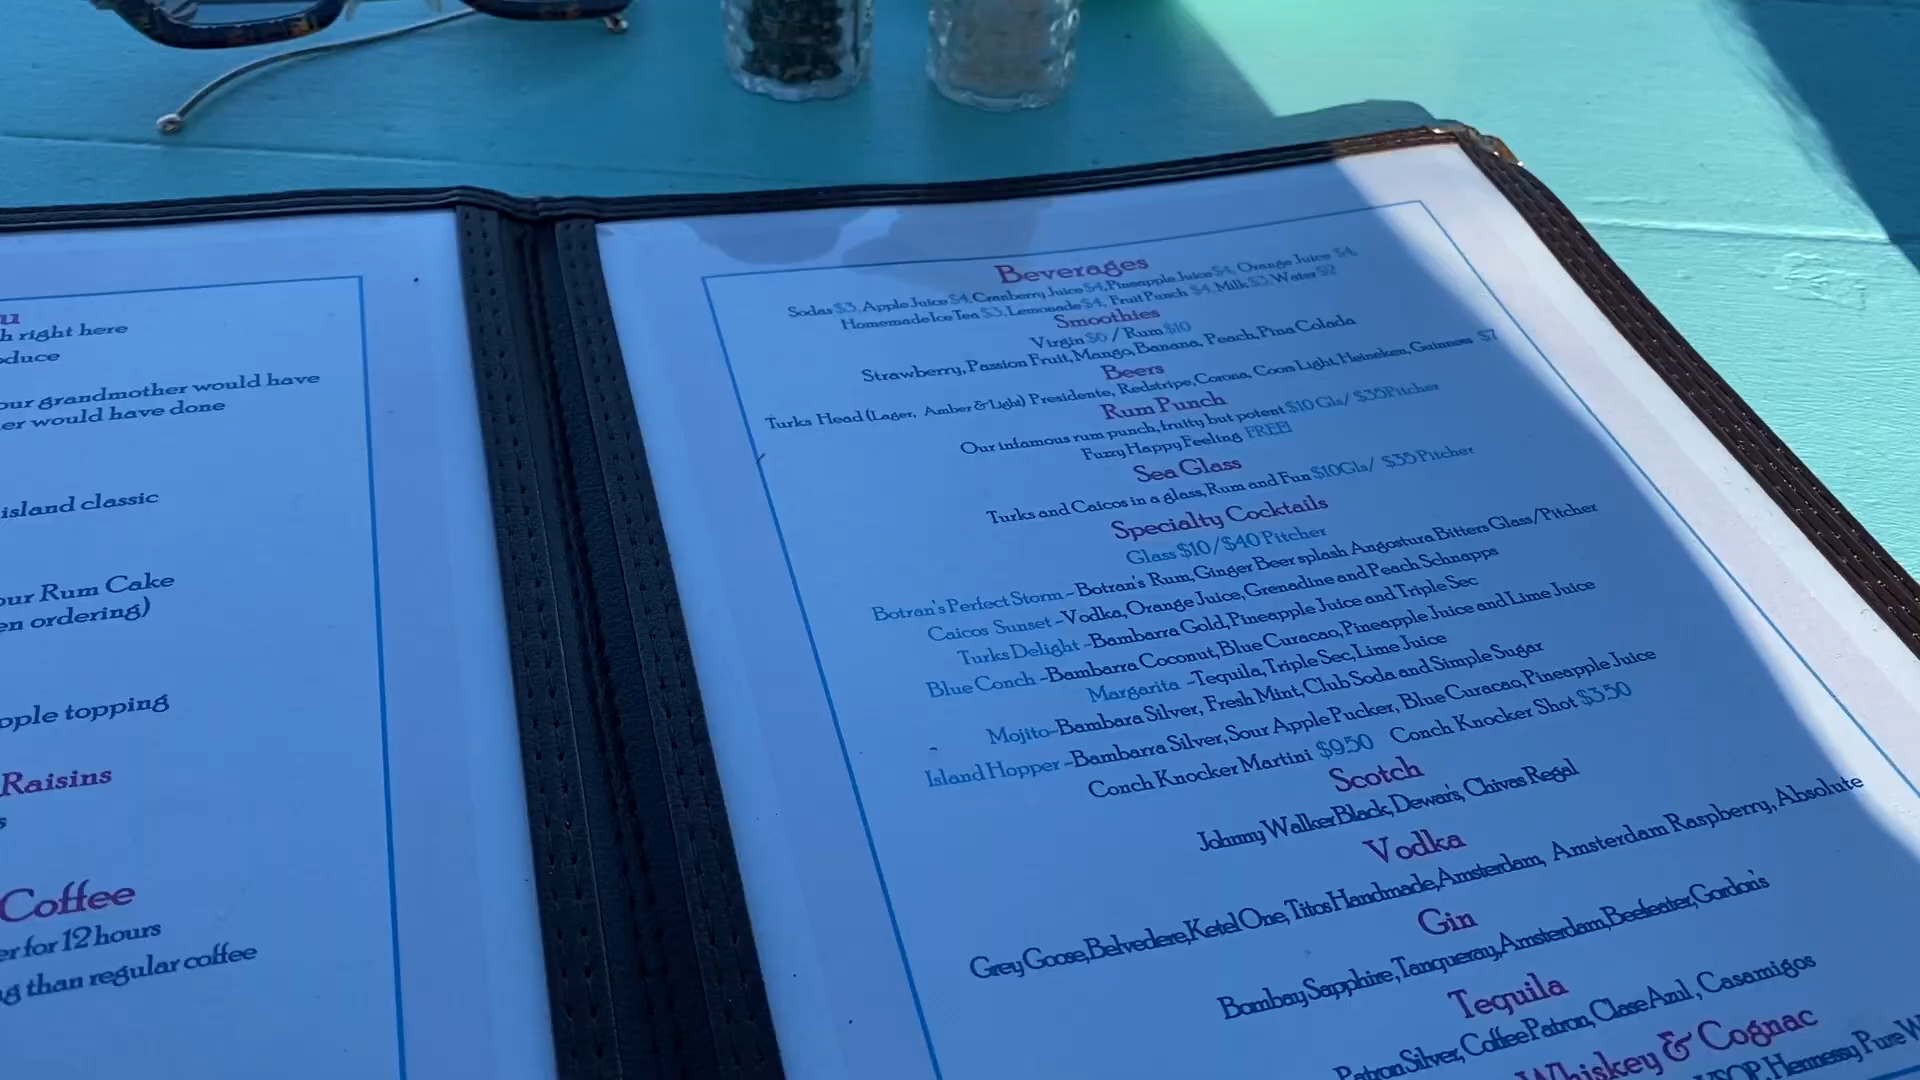 u
h right here
oduce
our grandmother would have
er would have done
island classic
our Rum Cake
en ordering)
pple topping
Raisins
s
Coffee
er for 12 hours
g than regular coffee
Beverages
Sodas $3, Apple Juice $4, Cranberry Juice $4, Pineapple Juice $4, Orange Juice $4,
Homemade Ice Tea $3, Lemonade $4, Fruit Punch $4, Milk $3, Water $2
Smoothies
Virgin $6 / Rum $10
Strawberry, Passion Fruit, Mango, Banana, Peach, Pina Colada
Beers
Turks Head (Lager, Amber & Light) Presidente, Redstripe, Corona, Coors Light, Heineken, Guinness $7
Rum Punch
Our infamous rum punch, fruity but potent $10 Gls/ $35 Pitcher
Fuzzy Happy Feeling FREE!
Sea Glass
Turks and Caicos in a glass, Rum and Fun $10 Gls/ $35 Pitcher
Specialty Cocktails
Glass $10/$40 Pitcher
Botran's Perfect Storm - Botran's Rum, Ginger Beer splash Angostura Bitters Glass/Pitcher
Caicos Sunset - Vodka, Orange Juice, Grenadine and Peach Schnapps
Turks Delight - Bambarra Gold, Pineapple Juice and Triple Sec
Blue Conch - Bambarra Coconut, Blue Curacao, Pineapple Juice and Lime Juice
Margarita - Tequila, Triple Sec, Lime Juice
Mojito - Bambara Silver, Fresh Mint, Club Soda and Simple Sugar
Island Hopper - Bambarra Silver, Sour Apple Pucker, Blue Curacao, Pineapple Juice
Conch Knocker Martini $9.50 Conch Knocker Shot $3.50
Scotch
Johnny Walker Black, Dewar's, Chivas Regal
Vodka
Grey Goose, Belvedere, Ketel One, Titos Handmade, Amsterdam, Amsterdam Raspberry, Absolute
Gin
Bombay Sapphire, Tanqueray, Amsterdam, Beefeater, Gordon's
Tequila
Patron Silver, Coffee Patron, Clase Azul, Casamigos
Whiskey & Cognac
VSOP, Hennessy Pure W